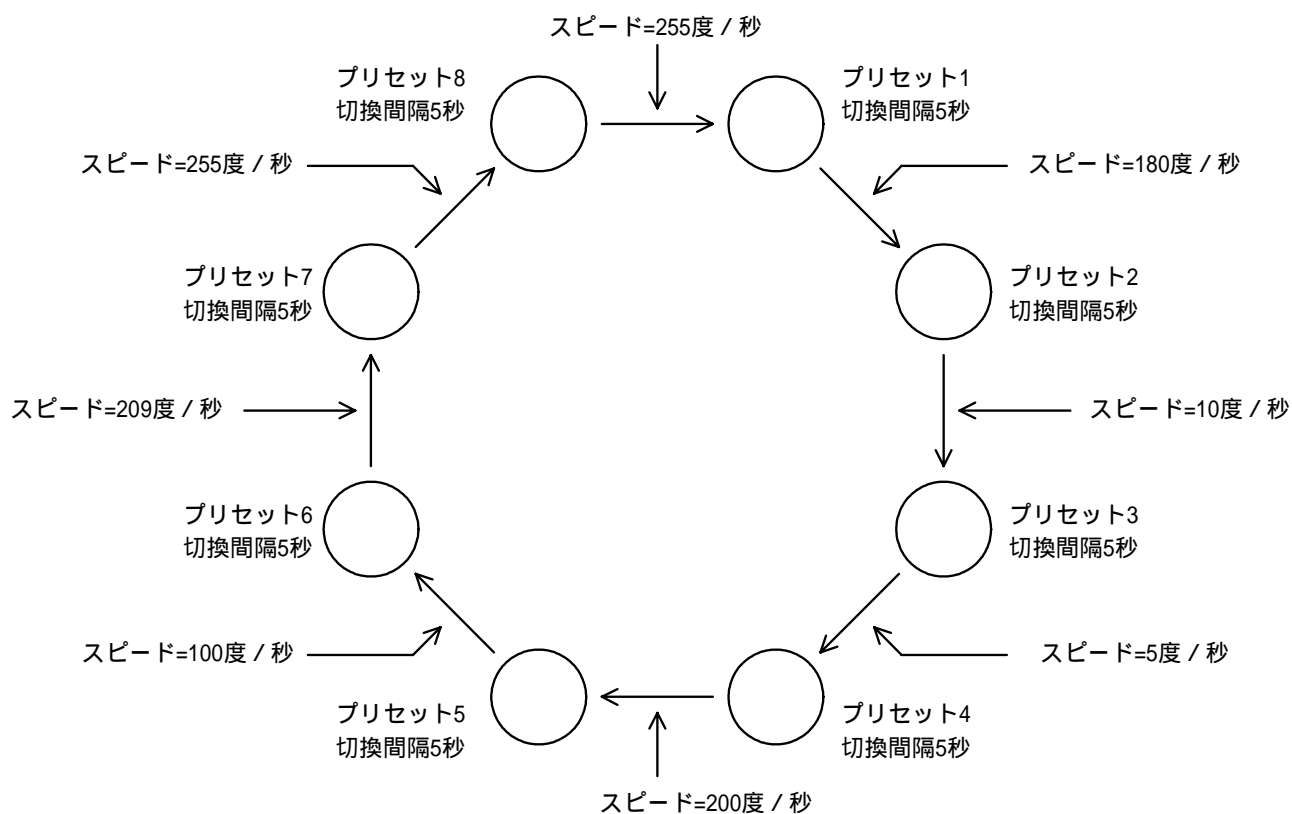 スピード=255度 / 秒
プリセット8
切換間隔5秒
プリセット1
切換間隔5秒
スピード=255度 / 秒
スピード=180度 / 秒
プリセット7
切換間隔5秒
プリセット2
切換間隔5秒
スピード=209度 / 秒
スピード=10度 / 秒
プリセット6
切換間隔5秒
プリセット3
切換間隔5秒
スピード=100度 / 秒
スピード=5度 / 秒
プリセット5
切換間隔5秒
プリセット4
切換間隔5秒
スピード=200度 / 秒